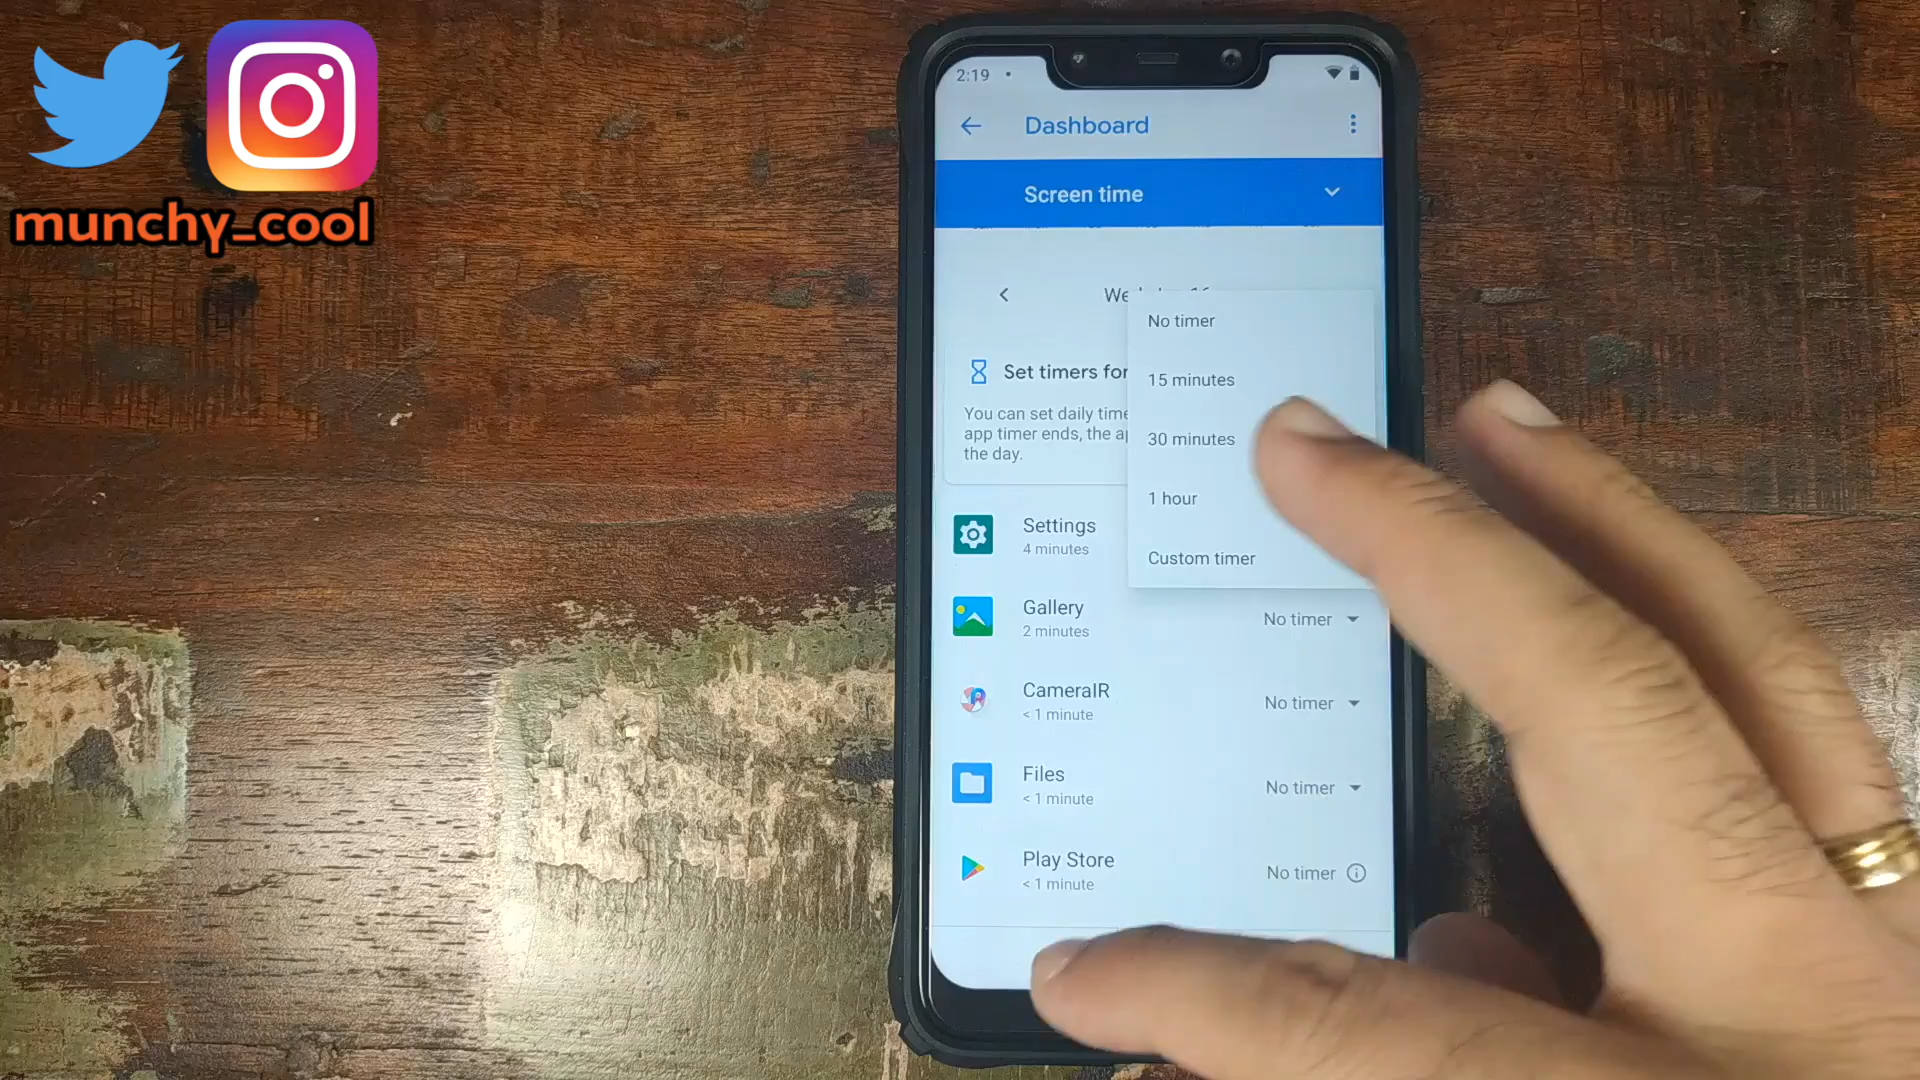 munchy_cool
2:19
Dashboard
Screen time
No timer
15 minutes
30 minutes
1 hour
Custom timer
Set timers for
You can set daily
app timer ends, the
the day.
Settings
4 minutes
Gallery
2 minutes
No timer
CameraIR
< 1 minute
No timer
Files
< 1 minute
No timer
Play Store
< 1 minute
No timer